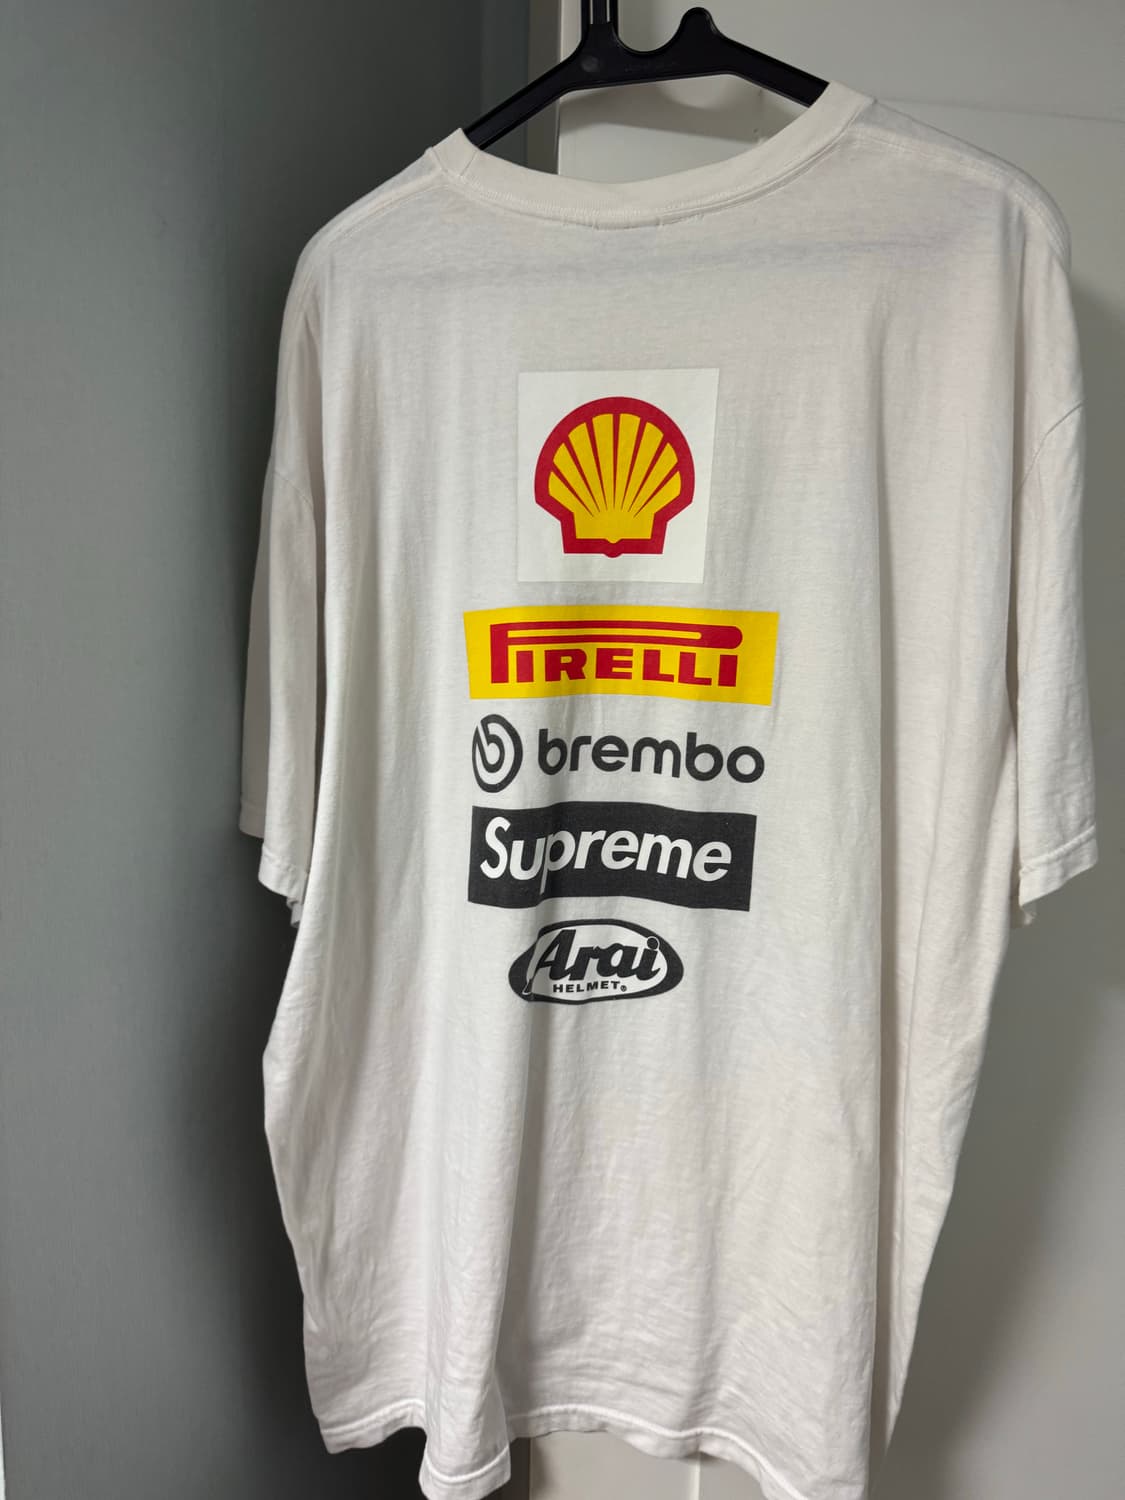 PIRELLI
brembo
Supreme
Arai
HELMET®